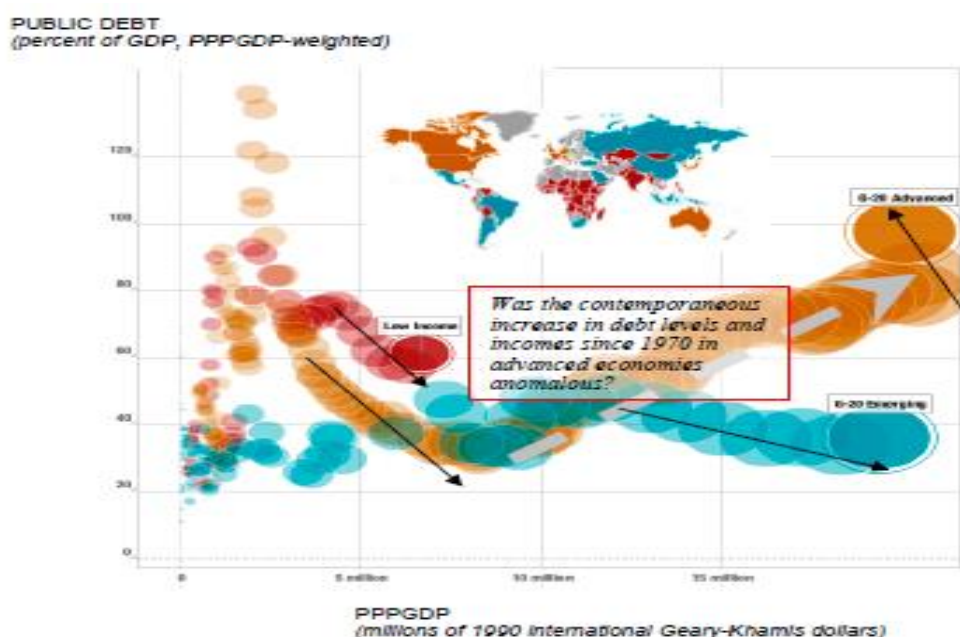 PUBLIC DEBT
(percent of GDP, PPPGDP-weighted)
120
G-20 Advanced
100
80
Was the contemporaneous
increase in debt levels and
incomes since 1970 in
advanced economies
anomalous?
Low Income
60
G-20 Emerging
40
20
0
0
5 million
10 million
15 million
PPPGDP
(millions of 1990 International Geary-Khamis dollars)